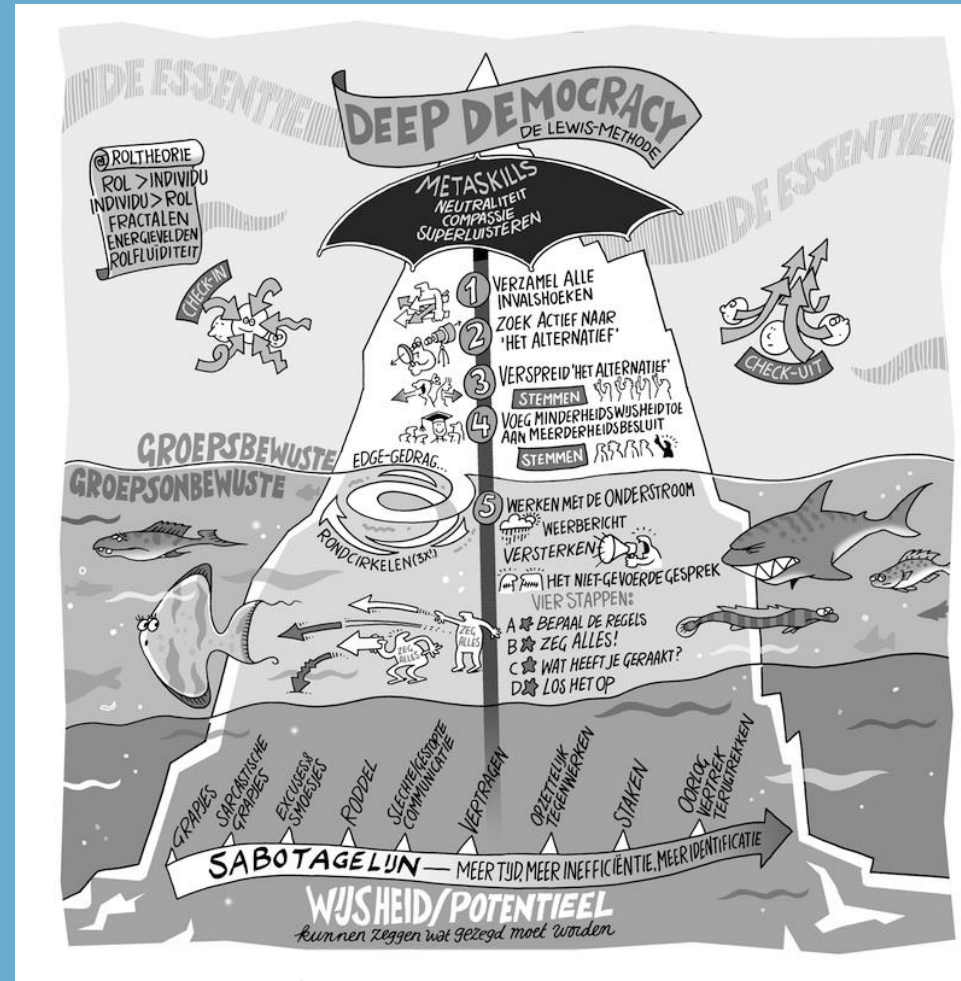 DE ESSENTIE
DEEP DEMOCRACY
DE LEWIS-METHODE
DE ESSENTIE
METASKILLS
NEUTRALITEIT
COMPASSIE
SUPERLUISTEREN
ROLTHEORIE
ROL > INDIVIDU
INDIVIDU > ROL
FRACTALEN
ENERGIEVELDEN
ROLFLUÏDITEIT
CHECK-IN
CHECK-UIT
1 VERZAMEL ALLE
INVALSHOEKEN
2 ZOEK ACTIEF NAAR
'HET ALTERNATIEF'
3 VERSPREID 'HET ALTERNATIEF'
STEMMEN
4 VOEG MINDERHEIDSWIJSHEID TOE
AAN MEERDERHEIDSBESLUIT
STEMMEN
GROEPSBEWUSTE
GROEPSONBEWUSTE
EDGE-GEDRAG...
RONDCIRKELEN (3X!)
5 WERKEN MET DE ONDERSTROOM
WEERBERICHT
VERSTERKEN
HET NIET-GEVOERDE GESPREK
VIER STAPPEN:
A BEPAAL DE REGELS
B ZEG ALLES!
C WAT HEEFT JE GERAAKT?
D LOS HET OP
ZEG
ALLES
ZEG
ALLES
GRAPJES
SARCASTISCHE
GRAPJES
EXCUSES &
SMOESJES
RODDEL
SLECHTE/GESTOPTE
COMMUNICATIE
VERTRAGEN
OPZETTELIJK
TEGENWERKEN
STAKEN
OORLOG
VERTREK
TERUGTREKKEN
SABOTAGELIJN — MEER TIJD, MEER INEFFICIËNTIE, MEER IDENTIFICATIE
WIJSHEID/POTENTIEEL
kunnen zeggen wat gezegd moet worden